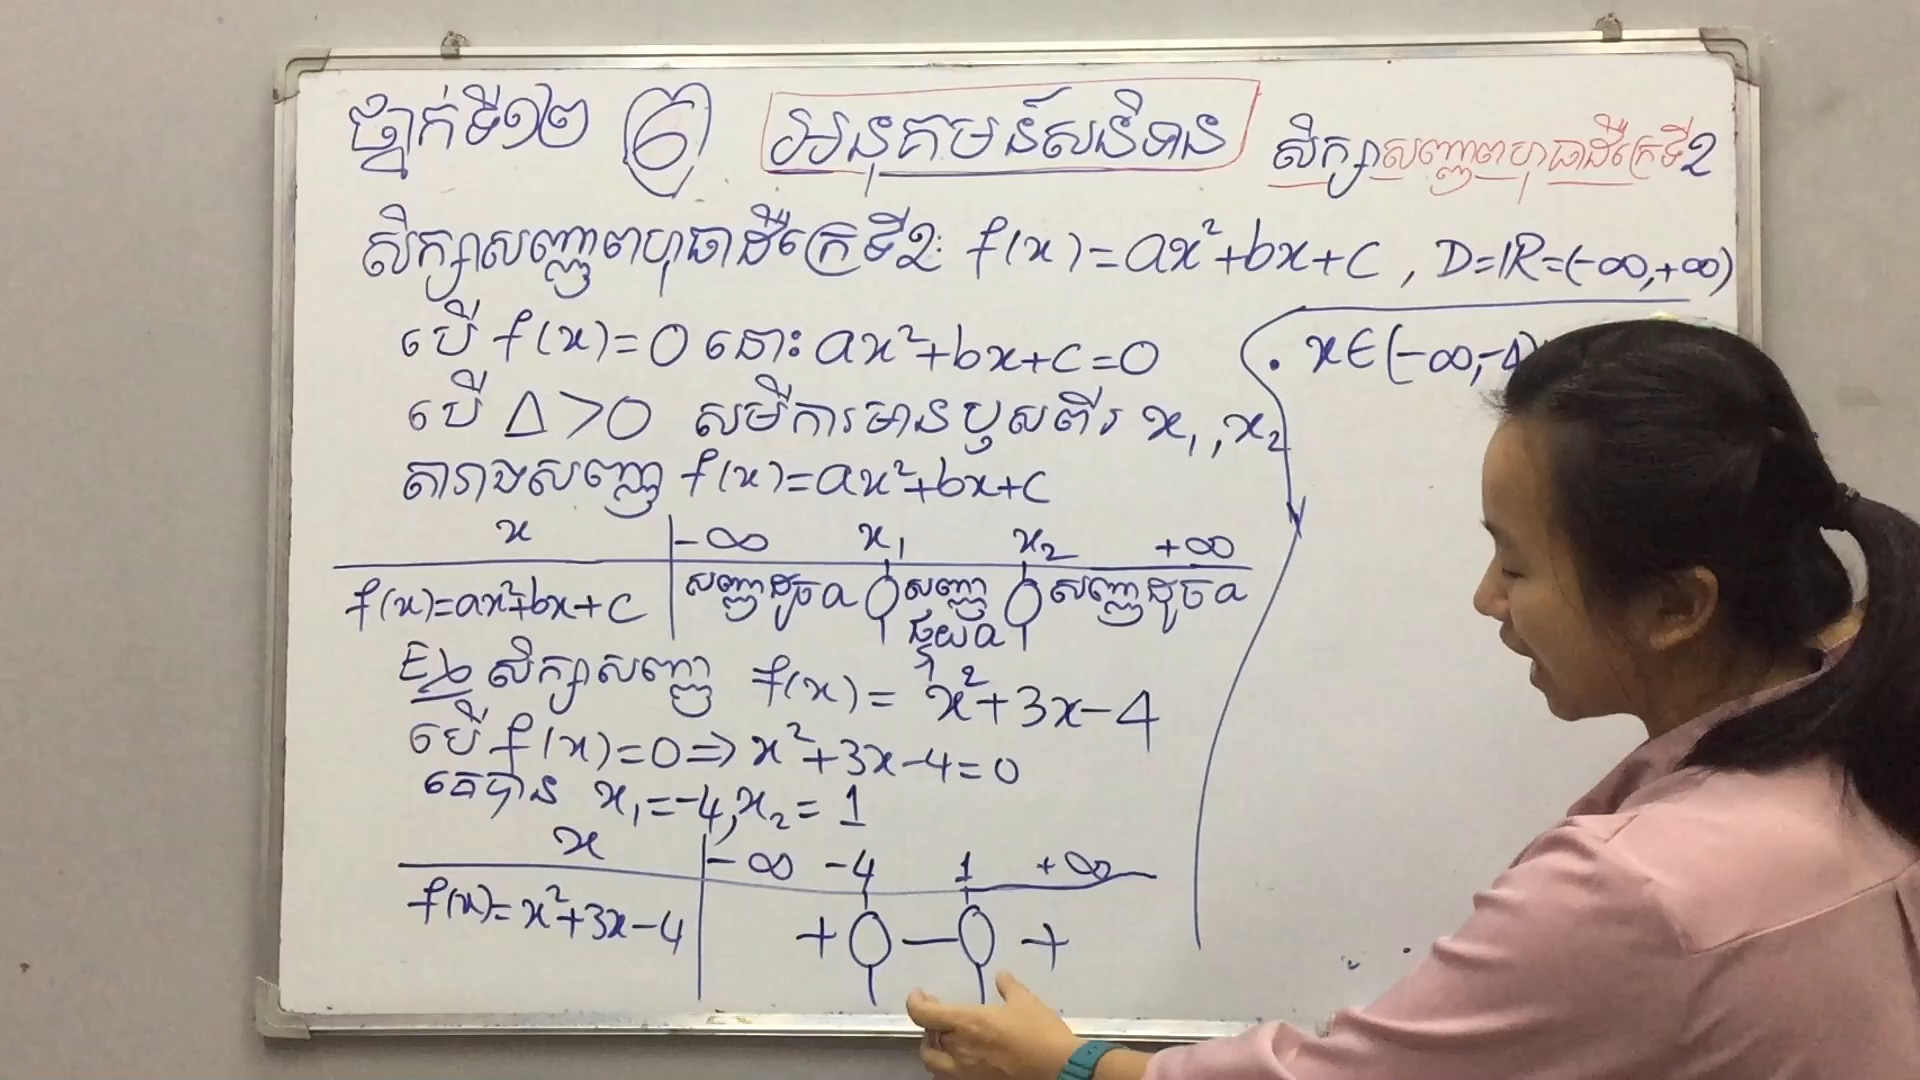 ថ្នាក់ទី១២ 6 អនុគមន៍សនិទាន សិក្សាសញ្ញាពហុធាដឺក្រេទី2
សិក្សាសញ្ញាពហុធាដឺក្រេទី2: f(x)=ax²+bx+c , D=IR=(-∞,+∞)
បើ f(x)=0 នោះ ax²+bx+c=0
បើ Δ>0 សមីការមានឫសពីរ x₁,x₂
តារាងសញ្ញា f(x)=ax²+bx+c
x -∞ x₁ x₂ +∞
f(x)=ax²+bx+c សញ្ញាដូចa 0 សញ្ញាផ្ទុយa 0 សញ្ញាដូចa
Ex សិក្សាសញ្ញា f(x)= x²+3x-4
បើ f(x)=0 => x²+3x-4=0
គេបាន x₁=-4,x₂= 1
x -∞ -4 1 +∞
f(x)=x²+3x-4 + 0 — 0 +
. x∈(-∞,-4)